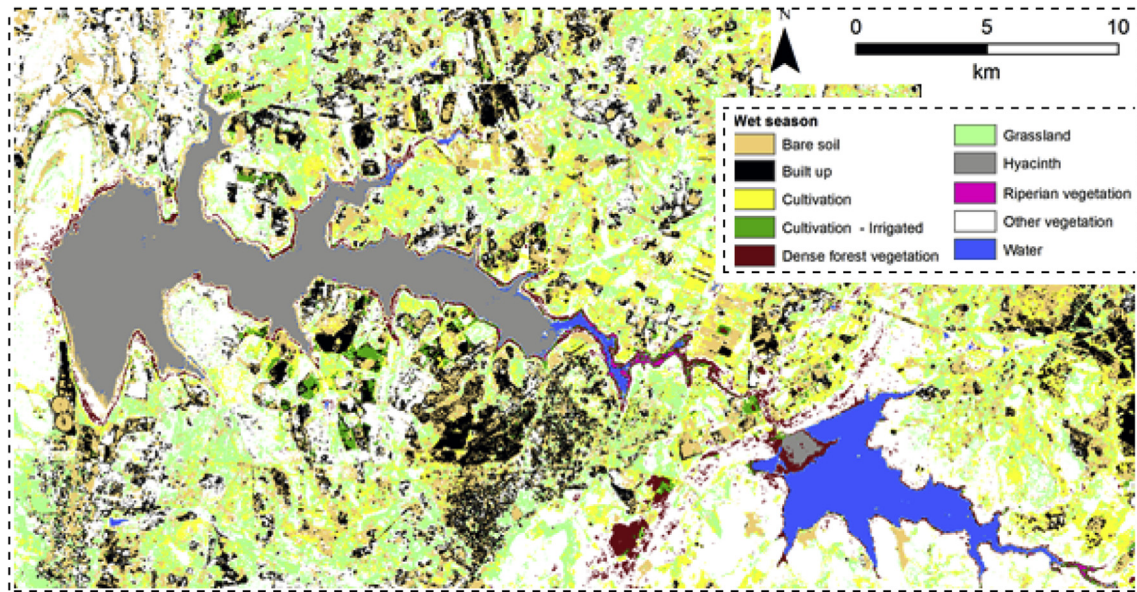 N
0 5 10
km
Wet season
Bare soil
Built up
Cultivation
Cultivation - Irrigated
Dense forest vegetation
Grassland
Hyacinth
Riperian vegetation
Other vegetation
Water